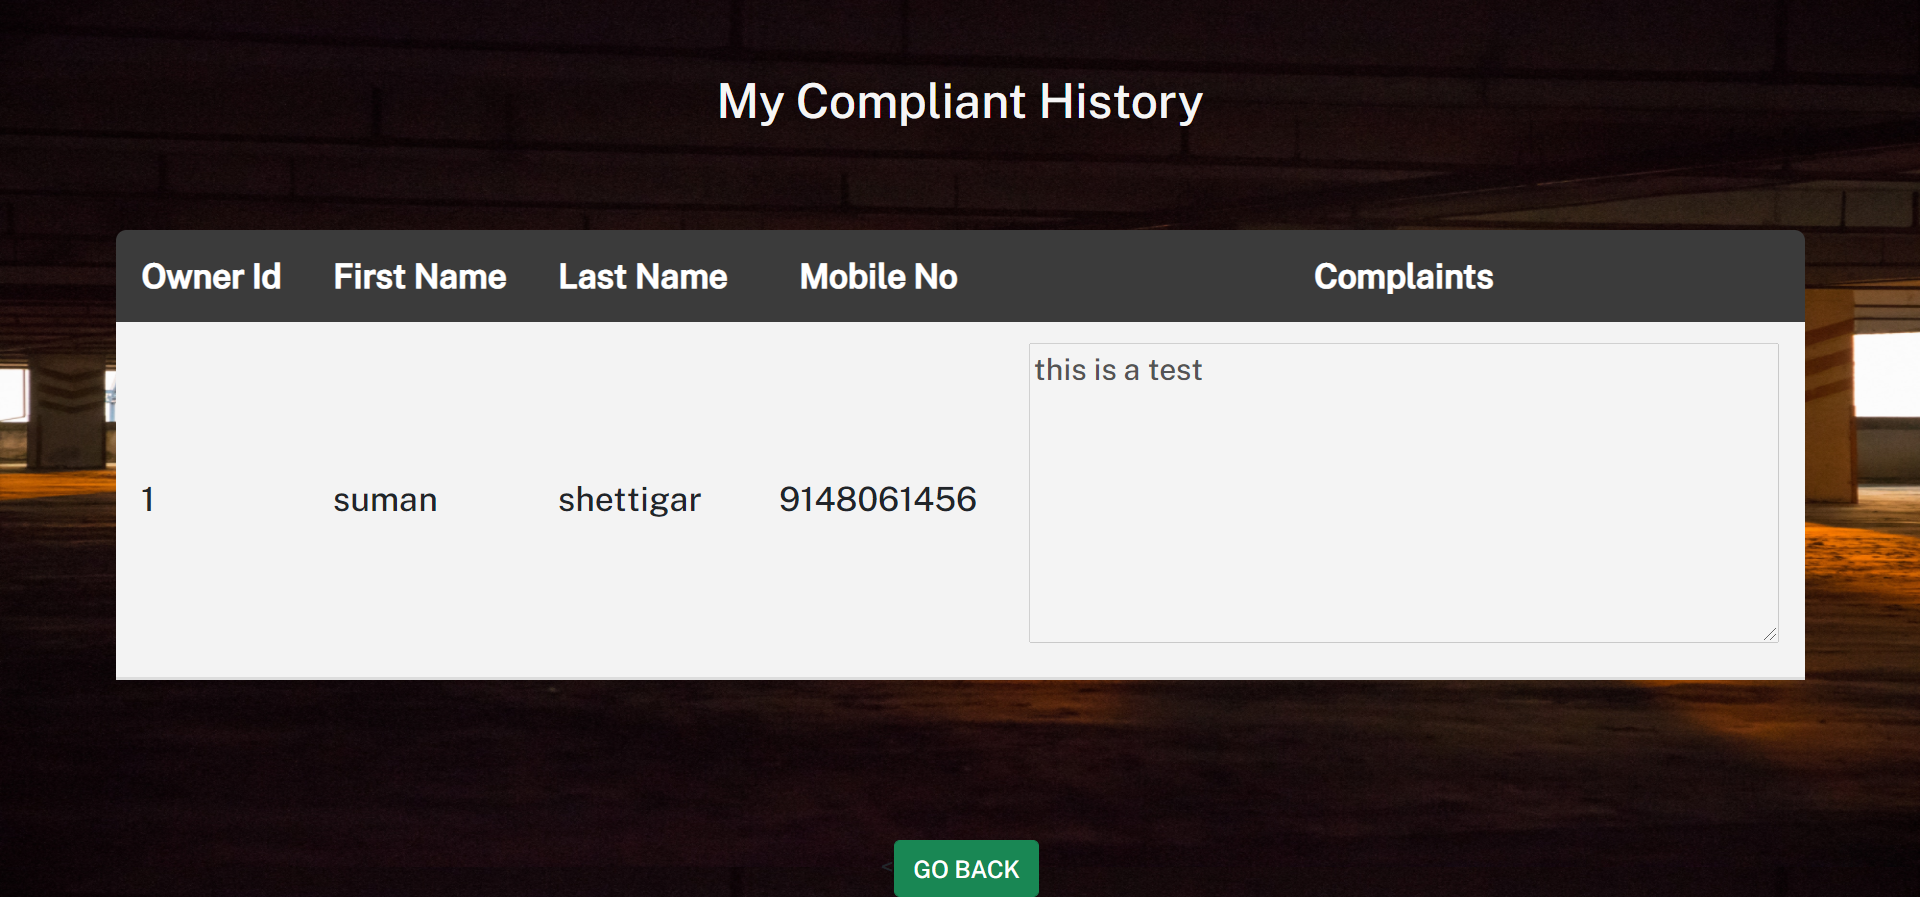 My Compliant History
Owner Id First Name Last Name Mobile No Complaints
this is a test
1 suman shettigar 9148061456
< GO BACK